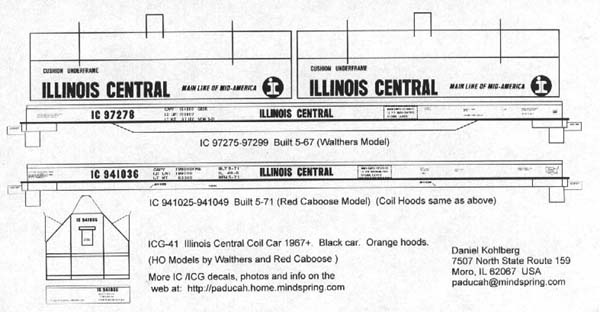 CUSHION UNDERFRAME
CUSHION UNDERFRAME
ILLINOIS CENTRAL MAIN LINE OF MID-AMERICA
ILLINOIS CENTRAL MAIN LINE OF MID-AMERICA
IC 97278 ILLINOIS CENTRAL
IC 97275-97299 Built 5-67 (Walthers Model)
IC 941036 ILLINOIS CENTRAL
IC 941025-941049 Built 5-71 (Red Caboose Model) (Coil Hoods same as above)
IC 941036
ICG-41 Illinois Central Coil Car 1967+. Black car. Orange hoods.
(HO Models by Walthers and Red Caboose )
More IC /ICG decals, photos and info on the
web at: http://paducah.home.mindspring.com
Daniel Kohlberg
7507 North State Route 159
Moro, IL 62067 USA
paducah@mindspring.com